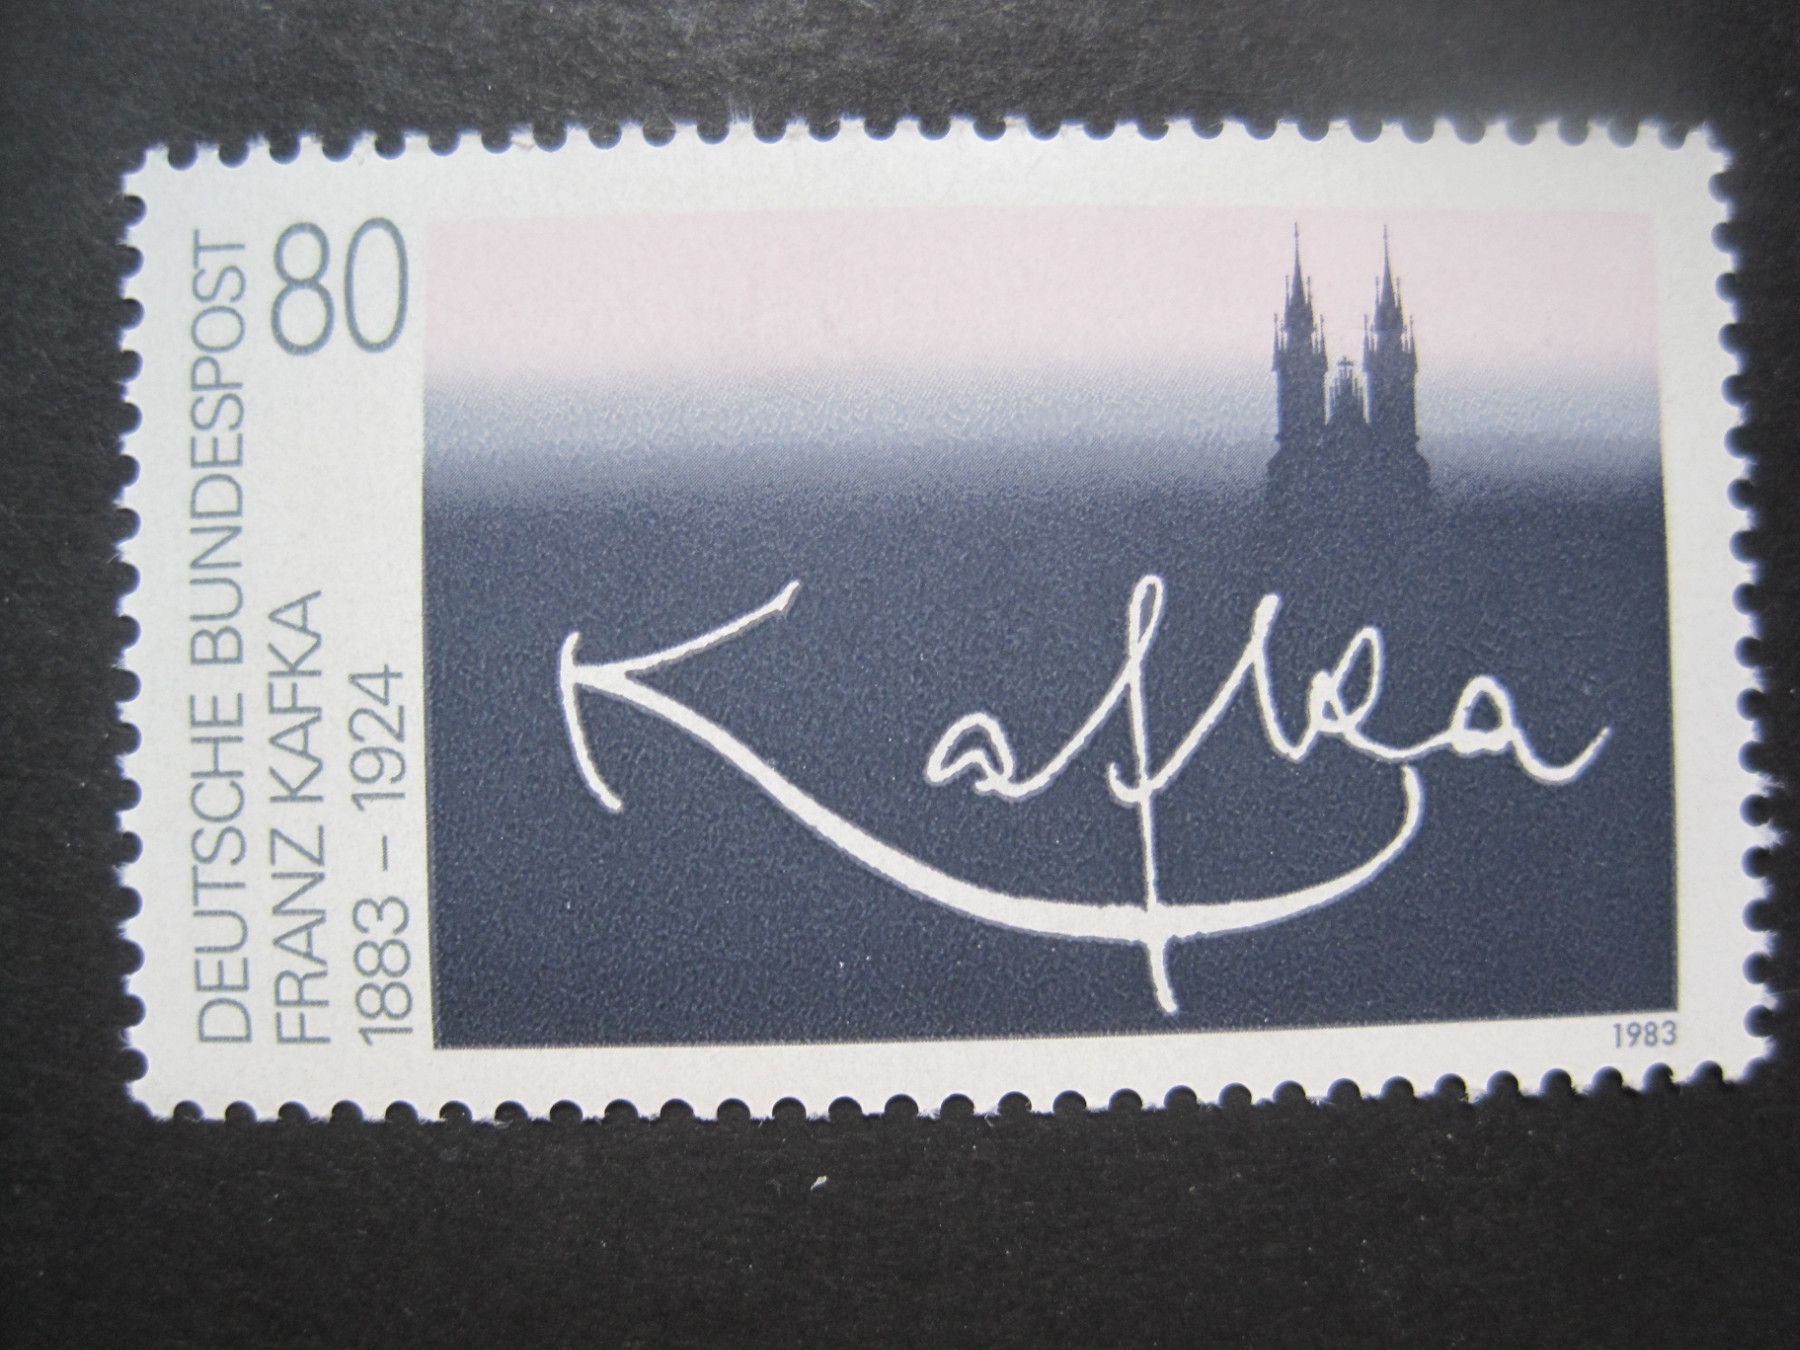 DEUTSCHE BUNDESPOST
80
FRANZ KAFKA
1883 – 1924
Kafka
1983